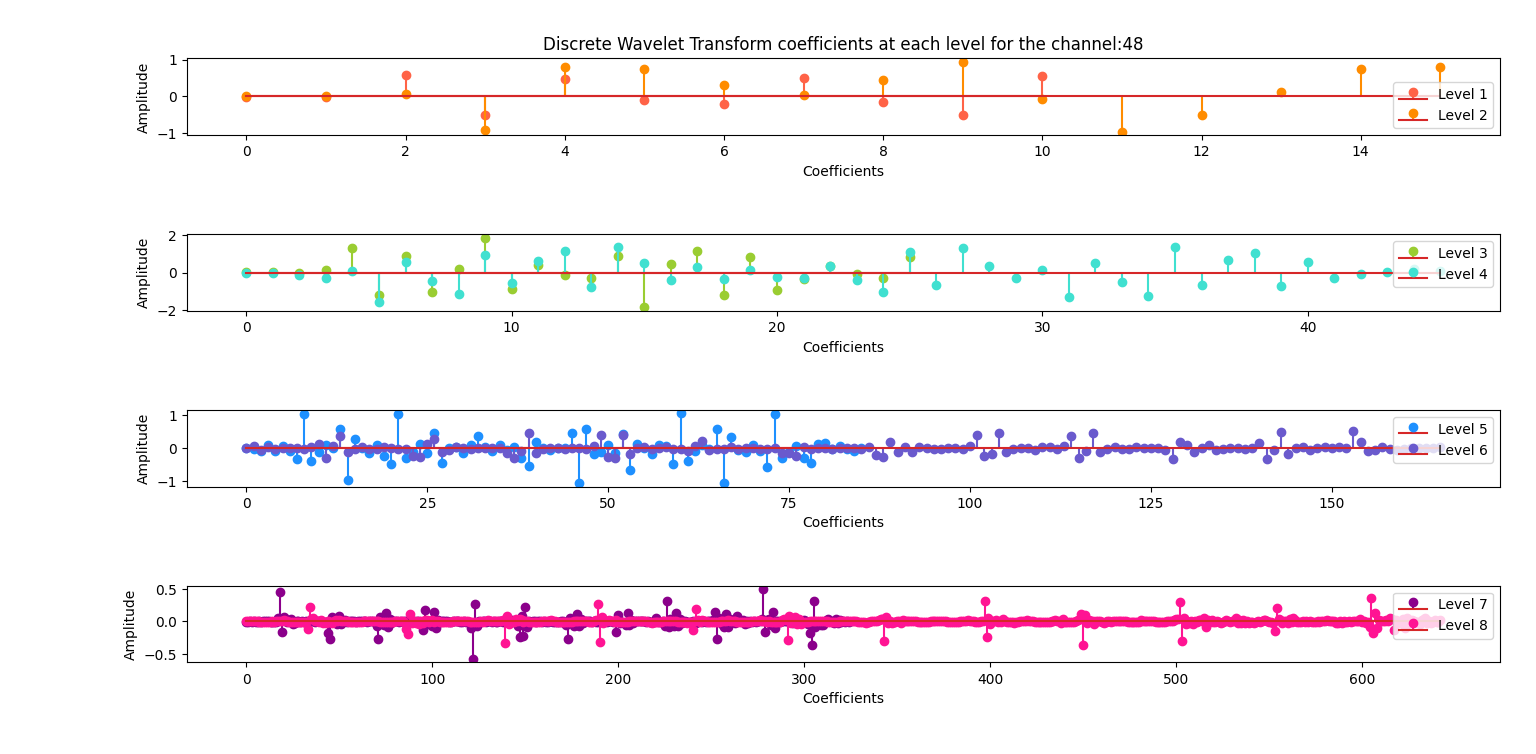 Discrete Wavelet Transform coefficients at each level for the channel:48
1
0
−1
Amplitude
Level 1
Level 2
0 2 4 6 8 10 12 14
Coefficients
2
0
−2
Amplitude
Level 3
Level 4
0 10 20 30 40
Coefficients
1
0
−1
Amplitude
Level 5
Level 6
0 25 50 75 100 125 150
Coefficients
0.5
0.0
−0.5
Amplitude
Level 7
Level 8
0 100 200 300 400 500 600
Coefficients